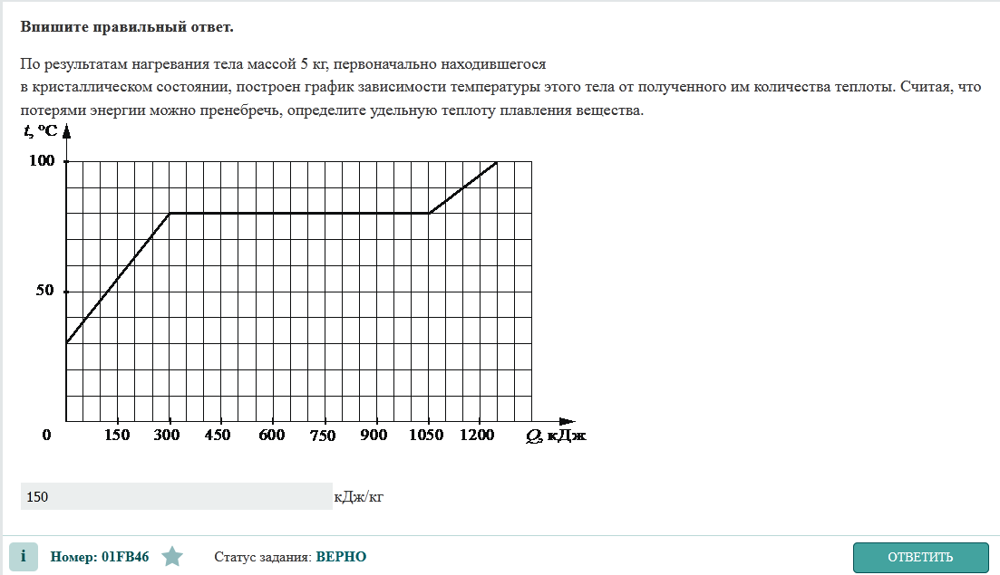 Впишите правильный ответ.
По результатам нагревания тела массой 5 кг, первоначально находившегося
в кристаллическом состоянии, построен график зависимости температуры этого тела от полученного им количества теплоты. Считая, что
потерями энергии можно пренебречь, определите удельную теплоту плавления вещества.
t, °C
100
50
0 150 300 450 600 750 900 1050 1200 Q, кДж
150 кДж/кг
i Номер: 01FB46 Статус задания: ВЕРНО ОТВЕТИТЬ